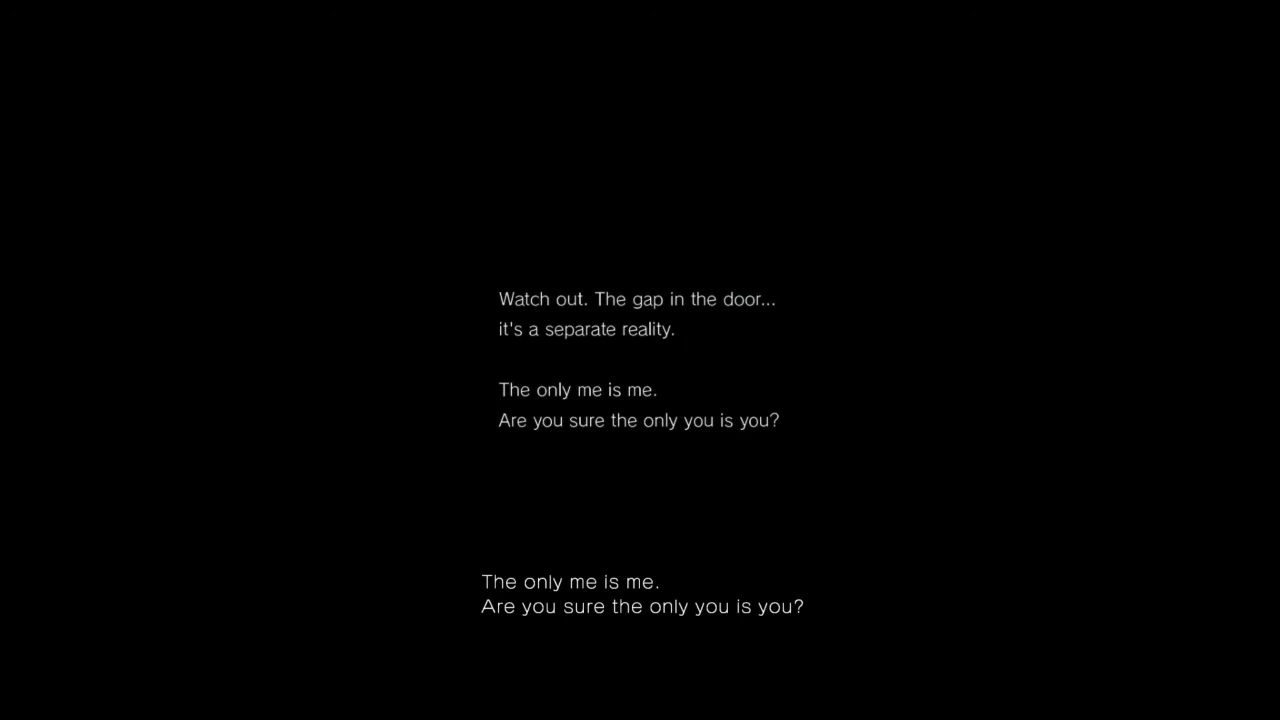 Watch out. The gap in the door...
it's a separate reality.
The only me is me.
Are you sure the only you is you?
The only me is me.
Are you sure the only you is you?